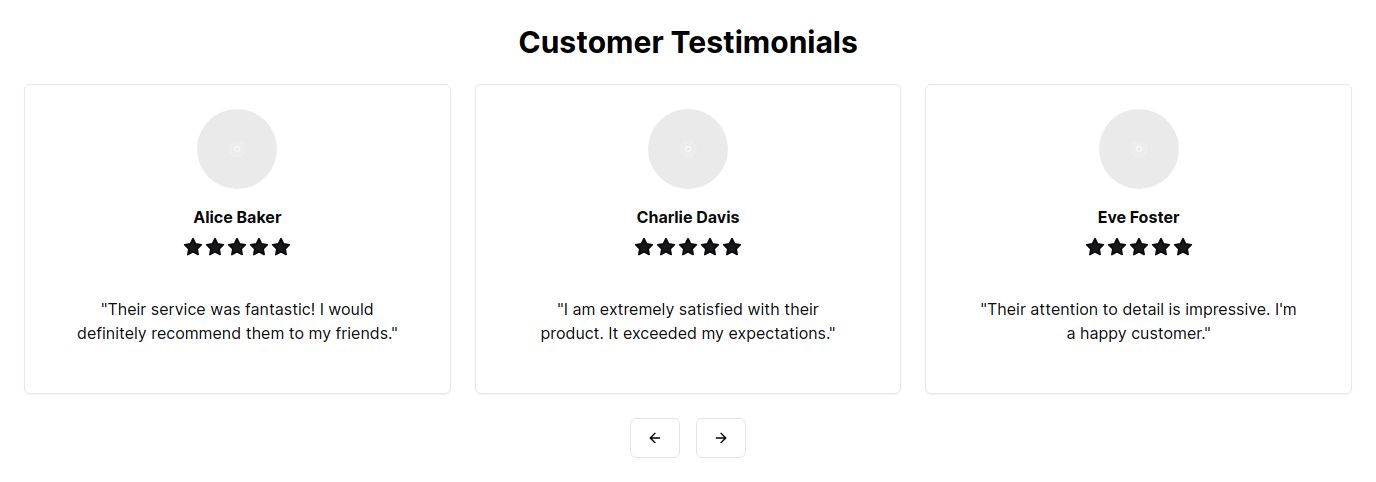 Customer Testimonials
Alice Baker
"Their service was fantastic! I would
definitely recommend them to my friends."
Charlie Davis
"I am extremely satisfied with their
product. It exceeded my expectations."
Eve Foster
"Their attention to detail is impressive. I'm
a happy customer."